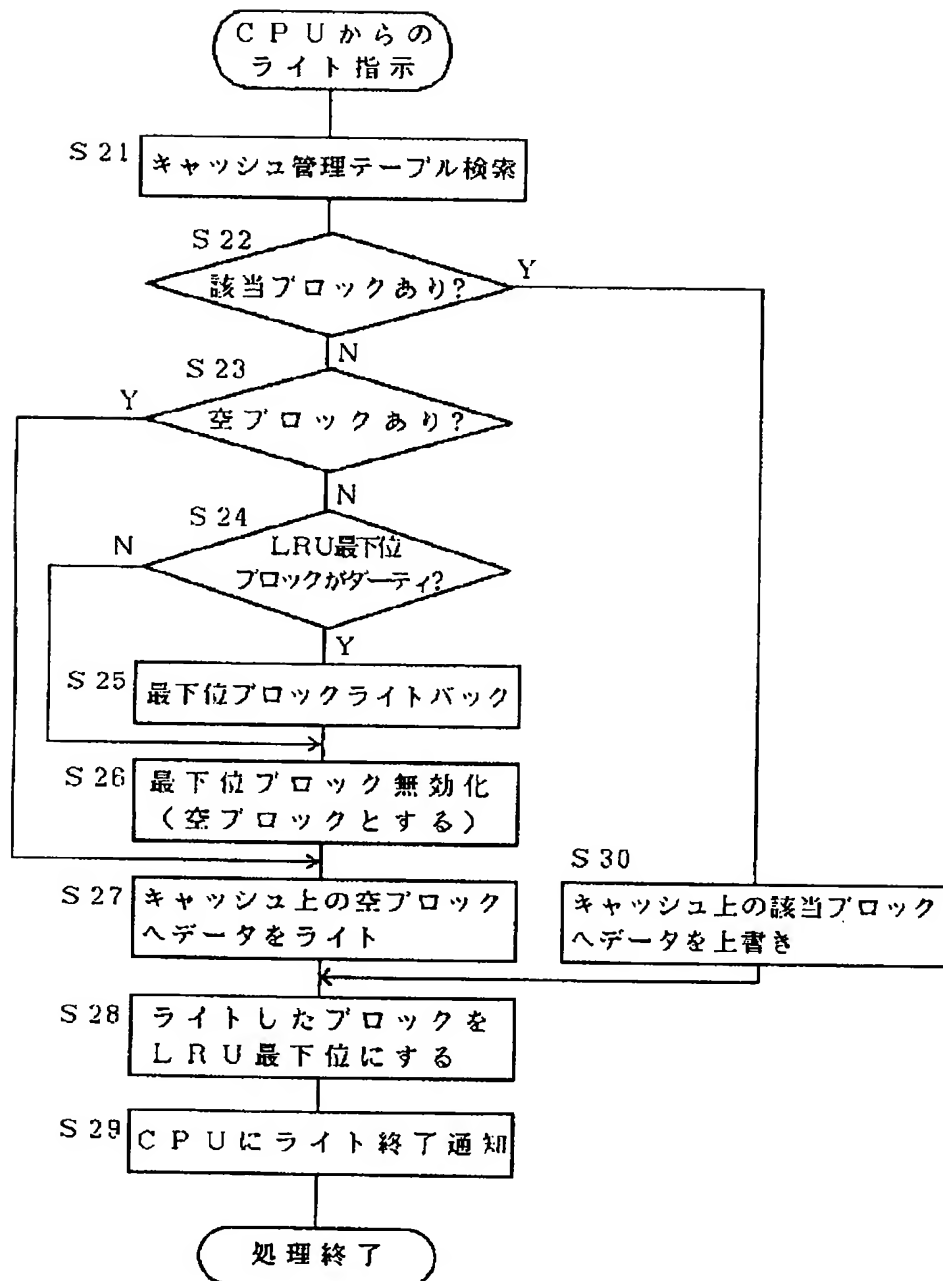 CPUからの
ライト指示
S21
キャッシュ管理テーブル検索
S22
該当ブロックあり?
Y
N
S23
Y
空ブロックあり?
N
S24
N
LRU最下位
ブロックがダーティ?
Y
S25
最下位ブロックライトバック
S26
最下位ブロック無効化
(空ブロックとする)
S27
キャッシュ上の空ブロック
へデータをライト
S30
キャッシュ上の該当ブロック
へデータを上書き
S28
ライトしたブロックを
LRU最下位にする
S29
CPUにライト終了通知
処理終了